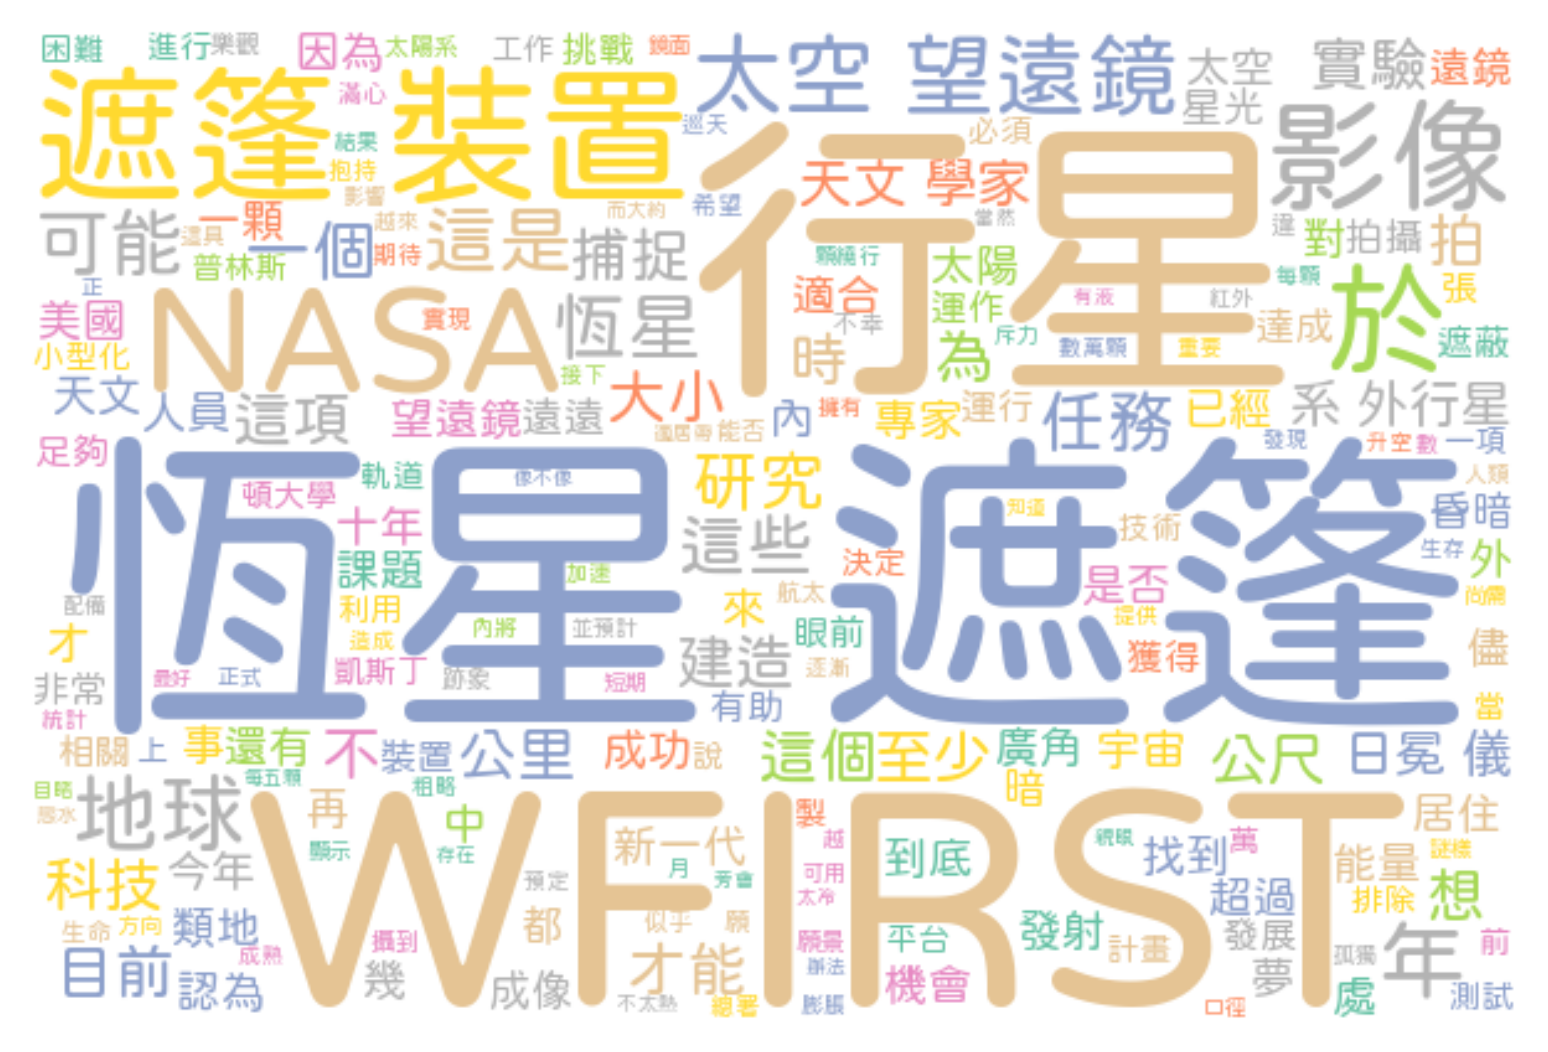 困難 進行 樂觀 因為 太陽系 工作 挑戰 鏡面 太空 望遠鏡 太空 實驗 遠鏡
遮篷 裝置 滿心 星光 影像
結果 抱持 影響 巡天 行星 必須 天文 學家
可能 一顆 道具 一個 越來 期待 這是 捕捉 而大約 希望 當然 違 對 拍攝 拍
普林斯 顆繞行 太陽 每顆 張
正 美國 NASA 實現 恆星 適合 不幸 運作 有液 紅外 達成 於 遮蔽
小型化 接下 時 為 斥力 數萬顆 重要
天文 人員 這項 望遠鏡 遠遠 大小 內 擁有 專家 運行 任務 已經 系 外行星
足夠 適居帶 能否 發現 升空 數 一項
恆星 遮篷 軌道 像不像 研究 知道 人類
頓大學 十年 這些 技術 昏暗
課題 加速 決定 是否 生存 外
配備 利用 航太 來 提供 尚需
才 造成 內將 並預計 眼前 獲得 儘
非常 最好 正式 凱斯丁 跡象 短期 建造 逐漸 當
統計 有助
相關 上 事 還有 不 裝置 公里 成功 說 這個 至少 廣角 宇宙 公尺 日冕 儀
目睹 每五顆 粗略 暗
懸水 地球 WFIRST 再 中 新一代 製 到底 親眼 找到 萬 居住
今年 顯示 存在 月 旁會 越 能量 謎樣
科技 預定 可用 太冷 超過 排除 想
生命 方向 類地 攝到 都 似乎 願 願景 平台 發射 計畫 發展 孤獨 年 前
目前 成熟 認為 幾 成像 才能 辦法 機會 夢 處 測試
不太熱 總署 膨脹 口徑